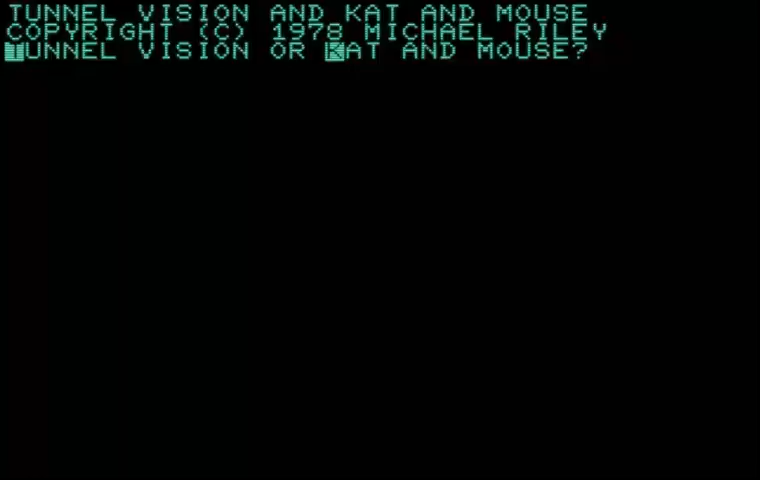 TUNNEL VISION AND KAT AND MOUSE
COPYRIGHT (C) 1978 MICHAEL RILEY
TUNNEL VISION OR KAT AND MOUSE?